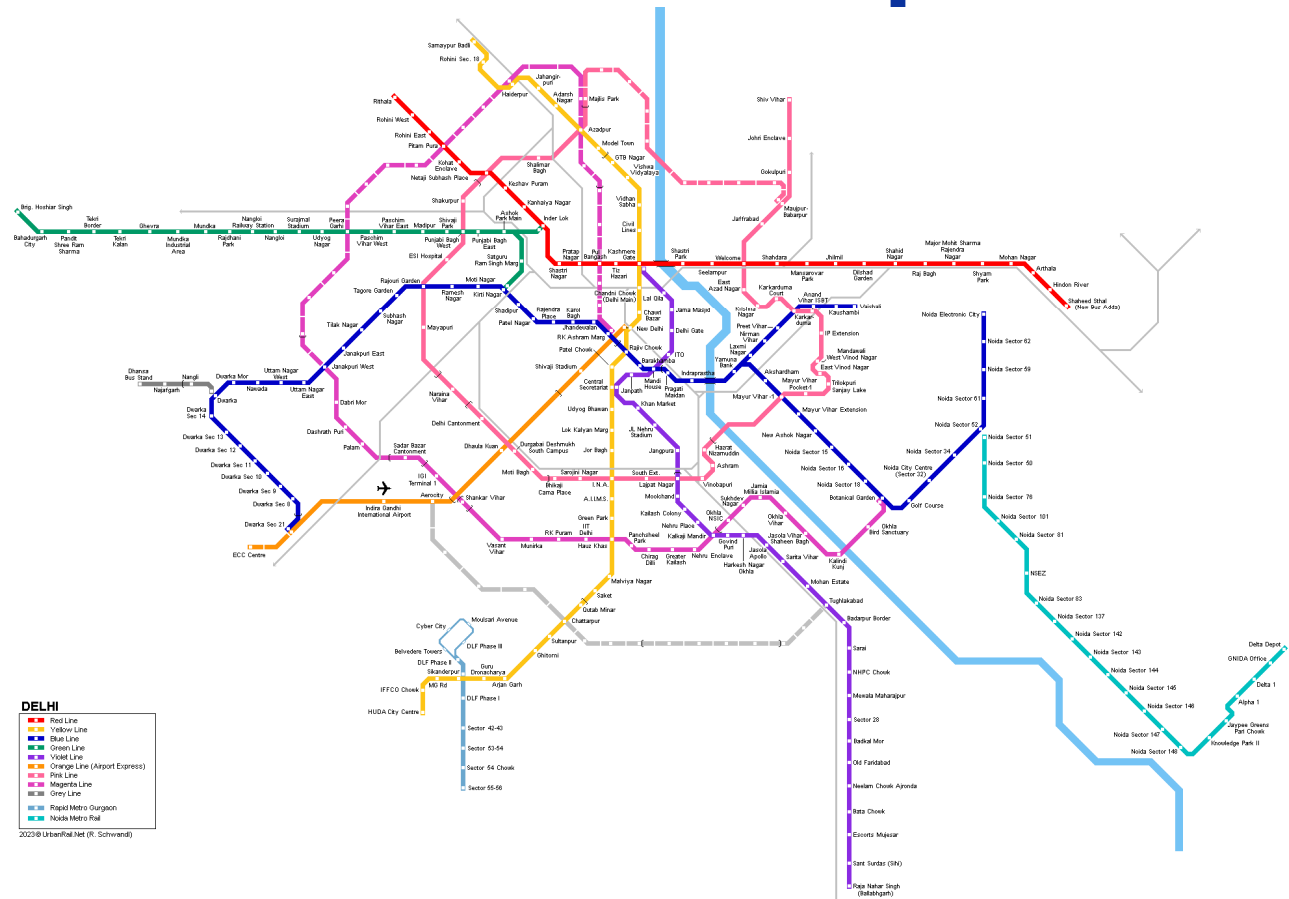 Samaypur Badli
Rohini Sec. 18
Haiderpur
Jahangir-
puri
Adarsh
Nagar
Majlis Park
Azadpur
Model Town
GTB Nagar
Vishwa
Vidyalaya
Vidhan
Sabha
Civil
Lines
Kashmere
Gate
Shiv Vihar
Johri Enclave
Gokulpuri
Maujpur-
Babarpur
Jaffrabad
Rithala
Rohini West
Rohini East
Pitam Pura
Kohat
Enclave
Netaji Subhash Place
Shalimar
Bagh
Keshav Puram
Kanhaiya Nagar
Inder Lok
Ashok
Park Main
Shakurpur
Brig. Hoshiar Singh
Bahadurgarh
City
Pandit
Shree Ram
Sharma
Tekri
Border
Tekri
Kalan
Ghevra
Mundka
Industrial
Area
Mundka
Rajdhani
Park
Nangloi
Railway Station
Nangloi
Surajmal
Stadium
Udyog
Nagar
Peera
Garhi
Paschim
Vihar West
Paschim
Vihar East
Madipur
Shivaji
Park
Punjabi Bagh
West
Punjabi Bagh
East
Satguru
Ram Singh Marg
ESI Hospital
Shastri
Nagar
Pratap
Nagar
Pul
Bangash
Tiz
Hazari
Shastri
Park
Seelampur
Welcome
East
Azad Nagar
Shahdara
Mansarovar
Park
Jhilmil
Dilshad
Garden
Shahid
Nagar
Raj Bagh
Major Mohit Sharma
Rajendra
Nagar
Shyam
Park
Mohan Nagar
Arthala
Hindon River
Shaheed Sthal
(New Bus Adda)
Krishna
Nagar
Karkarduma
Court
Karkar
duma
Anand
Vihar ISBT
Kaushambi
Vaishali
Preet Vihar
Nirman
Vihar
Laxmi
Nagar
Yamuna
Bank
IP Extension
Mandawali
West Vinod Nagar
East Vinod Nagar
Trilokpuri
Sanjay Lake
Mayur Vihar
Pocket-1
Akshardham
Mayur Vihar -1
Mayur Vihar Extension
New Ashok Nagar
Noida Sector 15
Noida Sector 16
Noida Sector 18
Botanical Garden
Golf Course
Noida City Centre
(Sector 32)
Noida Sector 34
Noida Sector 52
Noida Sector 61
Noida Sector 59
Noida Sector 62
Noida Electronic City
Noida Sector 51
Noida Sector 50
Noida Sector 76
Noida Sector 101
Noida Sector 81
NSEZ
Noida Sector 83
Noida Sector 137
Noida Sector 142
Noida Sector 143
Noida Sector 144
Noida Sector 145
Noida Sector 146
Noida Sector 147
Noida Sector 148
Knowledge Park II
Jaypee Greens
Pari Chowk
Alpha 1
Delta 1
GNIDA Office
Delta Depot
Rajouri Garden
Tagore Garden
Subhash
Nagar
Tilak Nagar
Janakpuri East
Janakpuri West
Ramesh
Nagar
Moti Nagar
Kirti Nagar
Shadipur
Patel Nagar
Rajendra
Place
Karol
Bagh
Jhandewalan
RK Ashram Marg
Chandni Chowk
(Delhi Main)
Chawri
Bazar
New Delhi
Rajiv Chowk
Patel Chowk
Shivaji Stadium
Central
Secretariat
Lal Qila
Jama Masjid
Delhi Gate
ITO
Barakhamba
Mandi
House
Pragati
Maidan
Indraprastha
Janpath
Khan Market
JL Nehru
Stadium
Jangpura
Mayapuri
Naraina
Vihar
Delhi Cantonment
Dhaula Kuan
Durgabai Deshmukh
South Campus
Moti Bagh
Bhikaji
Cama Place
Sarojini Nagar
I.N.A.
South Ext.
Lajpat Nagar
Vinobapuri
Ashram
Hazrat
Nizamuddin
Udyog Bhawan
Lok Kalyan Marg
Jor Bagh
A.I.I.M.S.
Green Park
Hauz Khas
Malviya Nagar
Saket
Qutab Minar
Chattarpur
Sultanpur
Ghitorni
Arjan Garh
Guru
Dronacharya
Sikanderpur
MG Rd
IFFCO Chowk
HUDA City Centre
Dhansa
Bus Stand
Najafgarh
Nangli
Dwarka
Dwarka Mor
Nawada
Uttam Nagar
West
Uttam Nagar
East
Dwarka
Sec 14
Dwarka Sec 13
Dwarka Sec 12
Dwarka Sec 11
Dwarka Sec 10
Dwarka Sec 9
Dwarka Sec 8
Dwarka Sec 21
ECC Centre
Indira Gandhi
International Airport
Aerocity
Dabri Mor
Dashrath Puri
Palam
Sadar Bazar
Cantonment
IGI
Terminal 1
Shankar Vihar
Vasant
Vihar
Munirka
RK Puram
IIT
Delhi
Panchsheel
Park
Chirag
Dilli
Greater
Kailash
Nehru Enclave
Kalkaji Mandir
Nehru Place
Kailash Colony
Moolchand
Okhla
NSIC
Sukhdev
Nagar
Jamia
Millia Islamia
Okhla
Vihar
Jasola Vihar
Shaheen Bagh
Kalindi
Kunj
Okhla
Bird Sanctuary
Govind
Puri
Harkesh Nagar
Okhla
Jasola
Apollo
Sarita Vihar
Mohan Estate
Tughlakabad
Badarpur Border
Sarai
NHPC Chowk
Mewala Maharajpur
Sector 28
Badkal Mor
Old Faridabad
Neelam Chowk Ajronda
Bata Chowk
Escorts Mujesar
Sant Surdas (Sihi)
Raja Nahar Singh
(Ballabhgarh)
Cyber City
Moulsari Avenue
Belvedere Towers
DLF Phase III
DLF Phase II
DLF Phase I
Sector 42-43
Sector 53-54
Sector 54 Chowk
Sector 55-56
DELHI
Red Line
Yellow Line
Blue Line
Green Line
Violet Line
Orange Line (Airport Express)
Pink Line
Magenta Line
Grey Line
Rapid Metro Gurgaon
Noida Metro Rail
2023 © UrbanRail.Net (R. Schwandl)